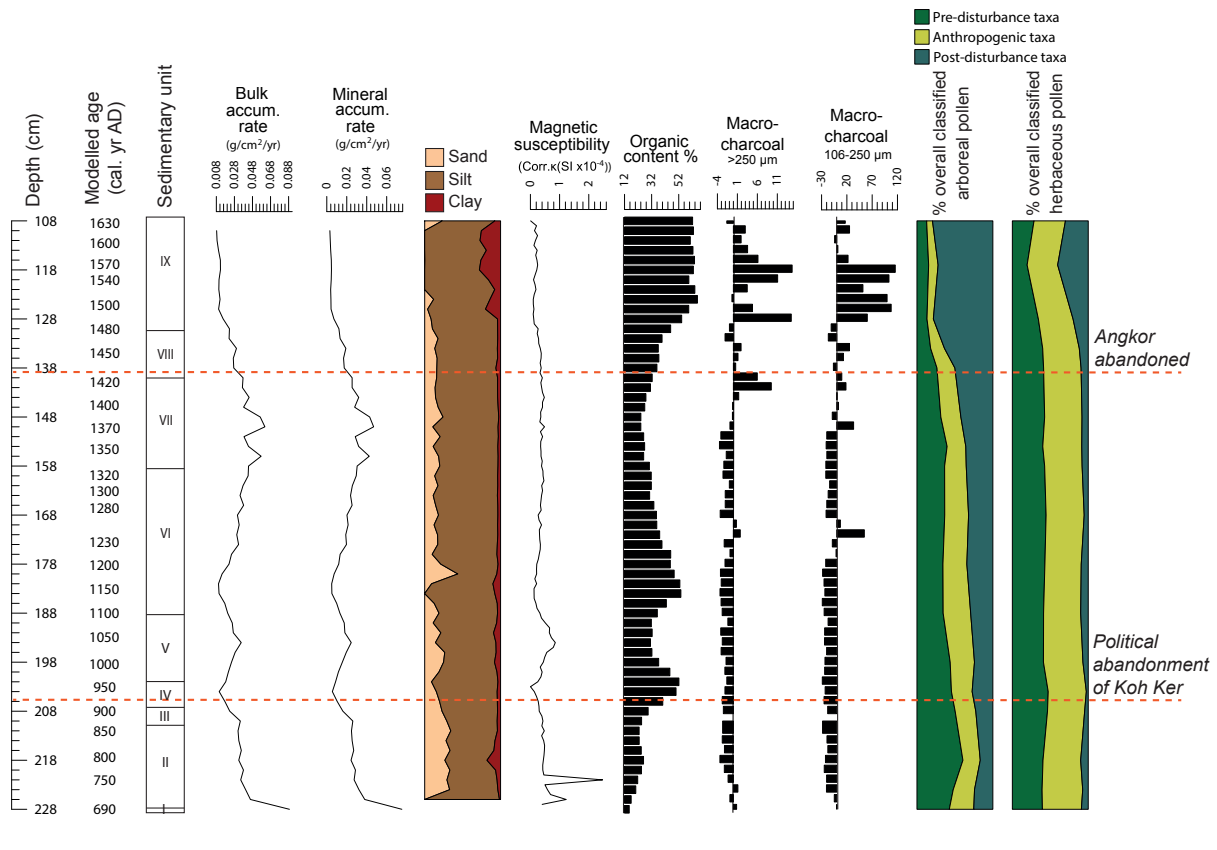 Pre-disturbance taxa
Anthropogenic taxa
Post-disturbance taxa
Depth (cm)
Modelled age
(cal. yr AD)
Sedimentary unit
Bulk
accum.
rate
(g/cm²/yr)
0.008
0.028
0.048
0.068
0.088
Mineral
accum.
rate
(g/cm²/yr)
0
0.02
0.04
0.06
Sand
Silt
Clay
Magnetic
susceptibility
(Corr.κ(SI x10⁻⁴))
0
1
2
Organic
content %
12
32
52
Macro-
charcoal
>250 µm
-4
1
6
11
Macro-
charcoal
106-250 µm
-30
20
70
120
% overall classified
arboreal pollen
% overall classified
herbaceous pollen
108
118
128
138
148
158
168
178
188
198
208
218
228
1630
1600
1570
1540
1500
1480
1450
1420
1400
1370
1350
1320
1300
1280
1230
1200
1150
1100
1050
1000
950
900
850
800
750
690
IX
VIII
VII
VI
V
IV
III
II
I
Angkor
abandoned
Political
abandonment
of Koh Ker